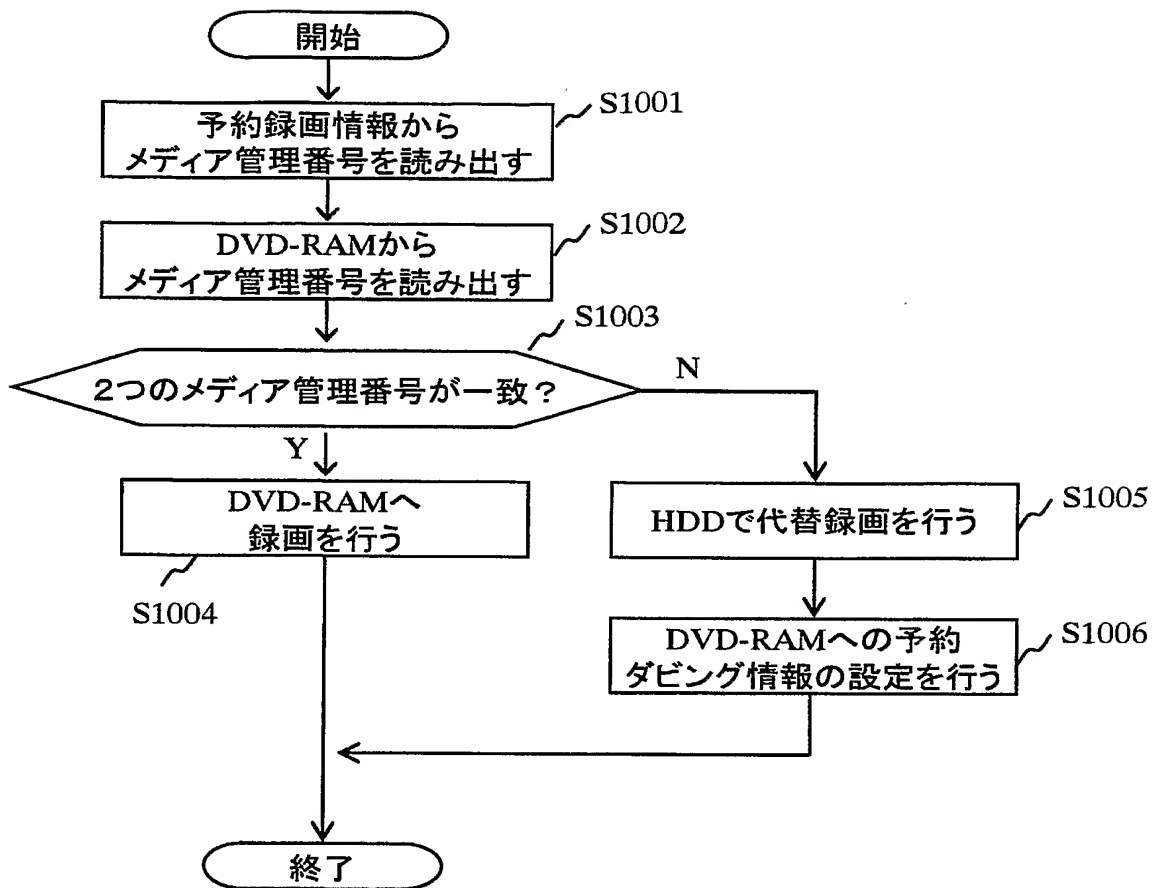 開始
S1001
予約録画情報から
メディア管理番号を読み出す
S1002
DVD-RAMから
メディア管理番号を読み出す
S1003
2つのメディア管理番号が一致？
N
Y
DVD-RAMへ
録画を行う
S1004
HDDで代替録画を行う
S1005
DVD-RAMへの予約
ダビング情報の設定を行う
S1006
終了